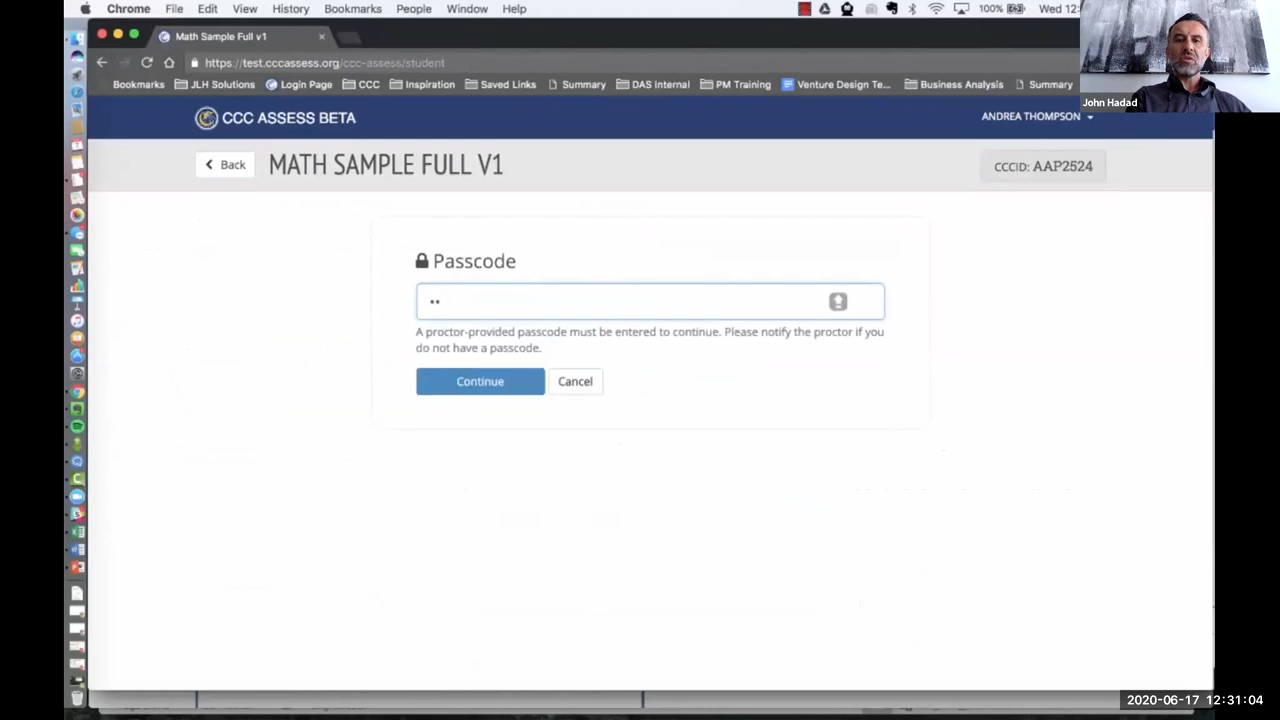 Chrome File Edit View History Bookmarks People Window Help 100% Wed 12:
Math Sample Full v1
https://test.cccassess.org/ccc-assess/student
Bookmarks JLH Solutions Login Page CCC Inspiration Saved Links Summary DAS Internal PM Training Venture Design Te... Business Analysis Summary
John Hadad
CCC ASSESS BETA
ANDREA THOMPSON
Back
MATH SAMPLE FULL V1
CCCID: AAP2524
Passcode
••
A proctor-provided passcode must be entered to continue. Please notify the proctor if you
do not have a passcode.
Continue Cancel
2020-06-17 12:31:04